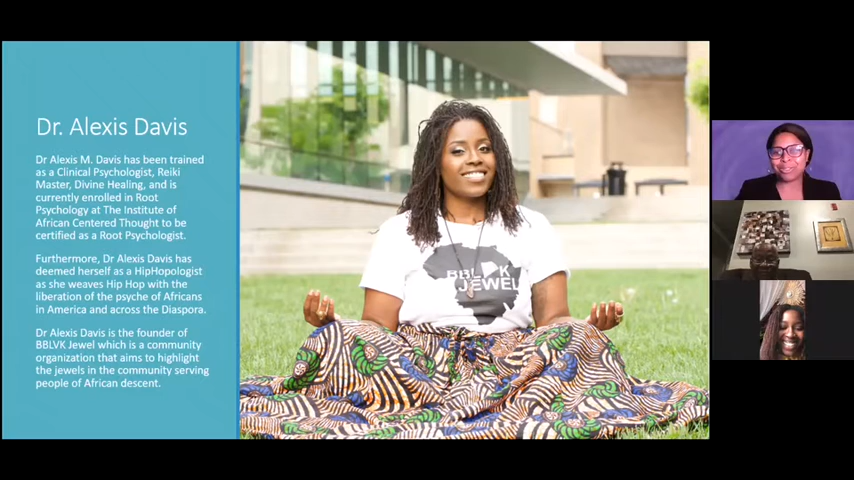 Dr. Alexis Davis
Dr Alexis M. Davis has been trained
as a Clinical Psychologist, Reiki
Master, Divine Healing, and is
currently enrolled in Root
Psychology at The Institute of
African Centered Thought to be
certified as a Root Psychologist.
Furthermore, Dr Alexis Davis has
deemed herself as a HipHopologist
as she weaves Hip Hop with the
liberation of the psyche of Africans
in America and across the Diaspora.
Dr Alexis Davis is the founder of
BBLVK Jewel which is a community
organization that aims to highlight
the jewels in the community serving
people of African descent.
JEWEL